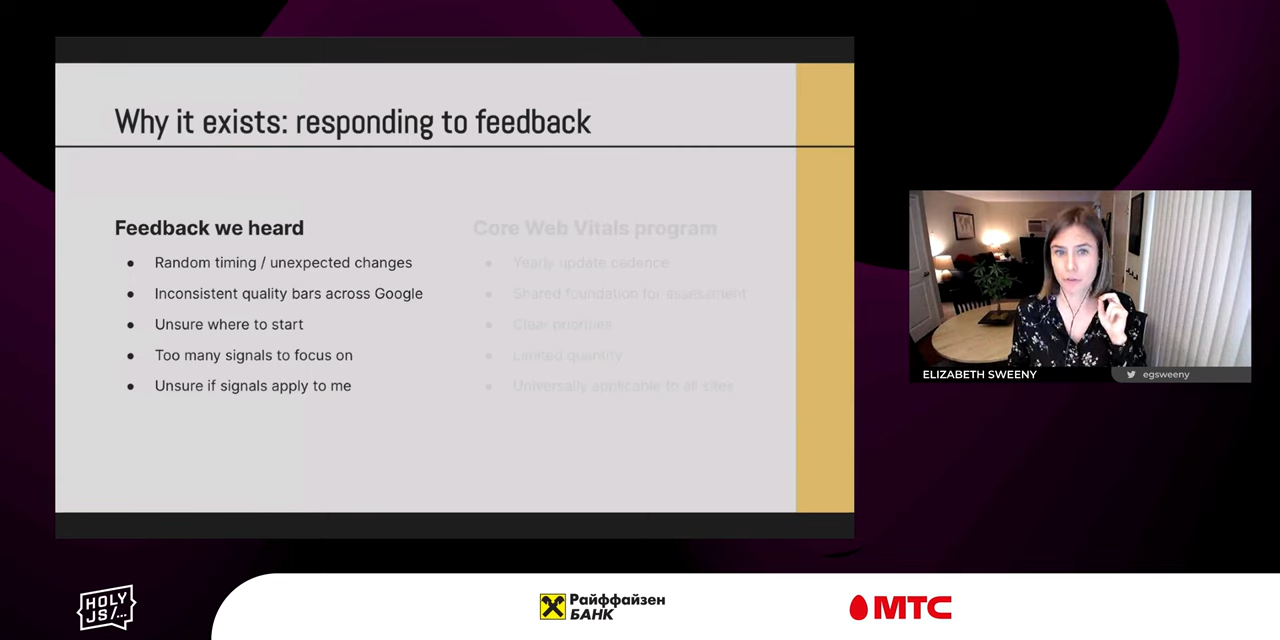 Why it exists: responding to feedback
Feedback we heard
● Random timing / unexpected changes
● Inconsistent quality bars across Google
● Unsure where to start
● Too many signals to focus on
● Unsure if signals apply to me
Core Web Vitals program
● Yearly update cadence
● Shared foundation for assessment
● Clear priorities
● Limited quantity
● Universally applicable to all sites
ELIZABETH SWEENY
egsweeny
HOLY
JS/...
Райффайзен
БАНК
МТС